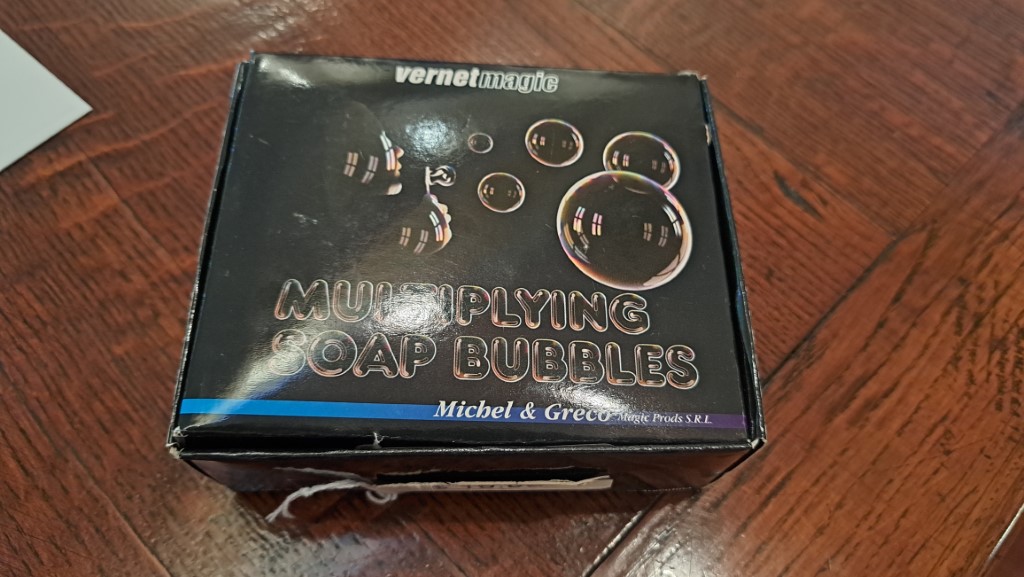 vernetmagic
MULTIPLYING
SOAP BUBBLES
Michel & Greco Magic Prods S.R.L.